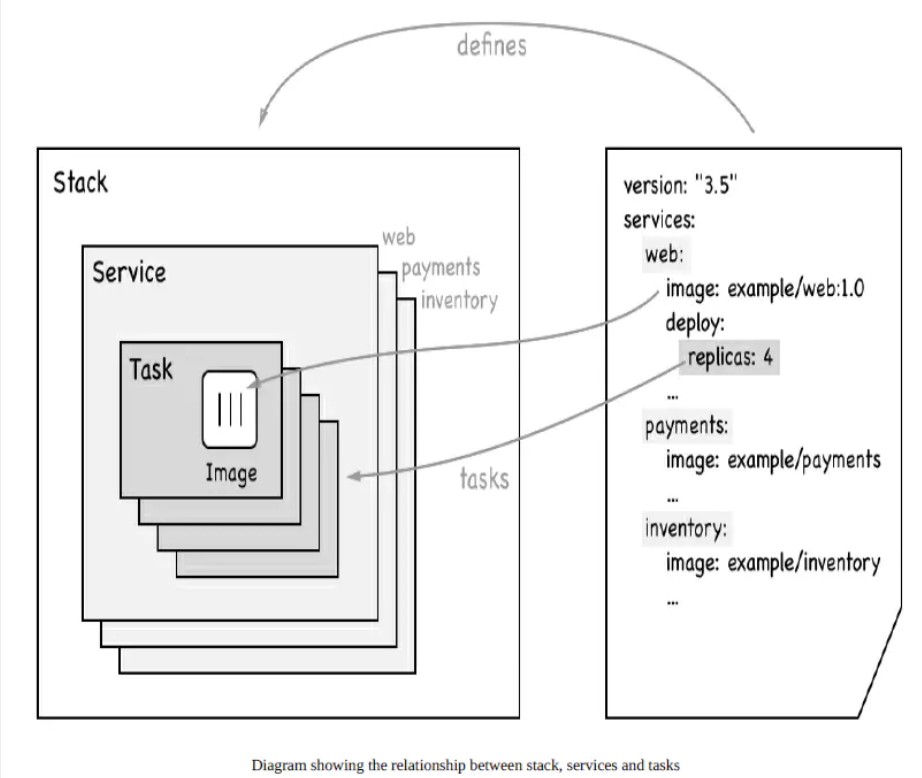 defines
Stack
web
payments
inventory
Service
Task
Image
tasks
version: "3.5"
services:
web:
image: example/web:1.0
deploy:
replicas: 4
...
payments:
image: example/payments
...
inventory:
image: example/inventory
...
Diagram showing the relationship between stack, services and tasks